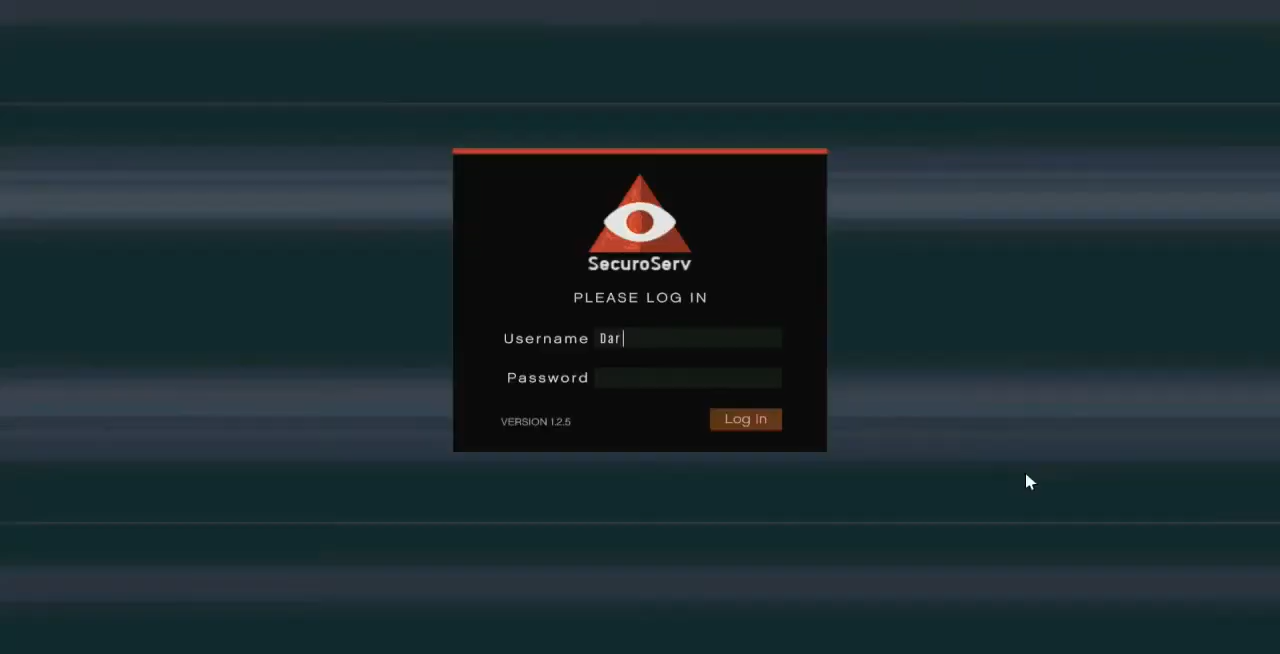 SecuroServ
PLEASE LOG IN
Username Dar
Password
VERSION 1.2.5 Log In